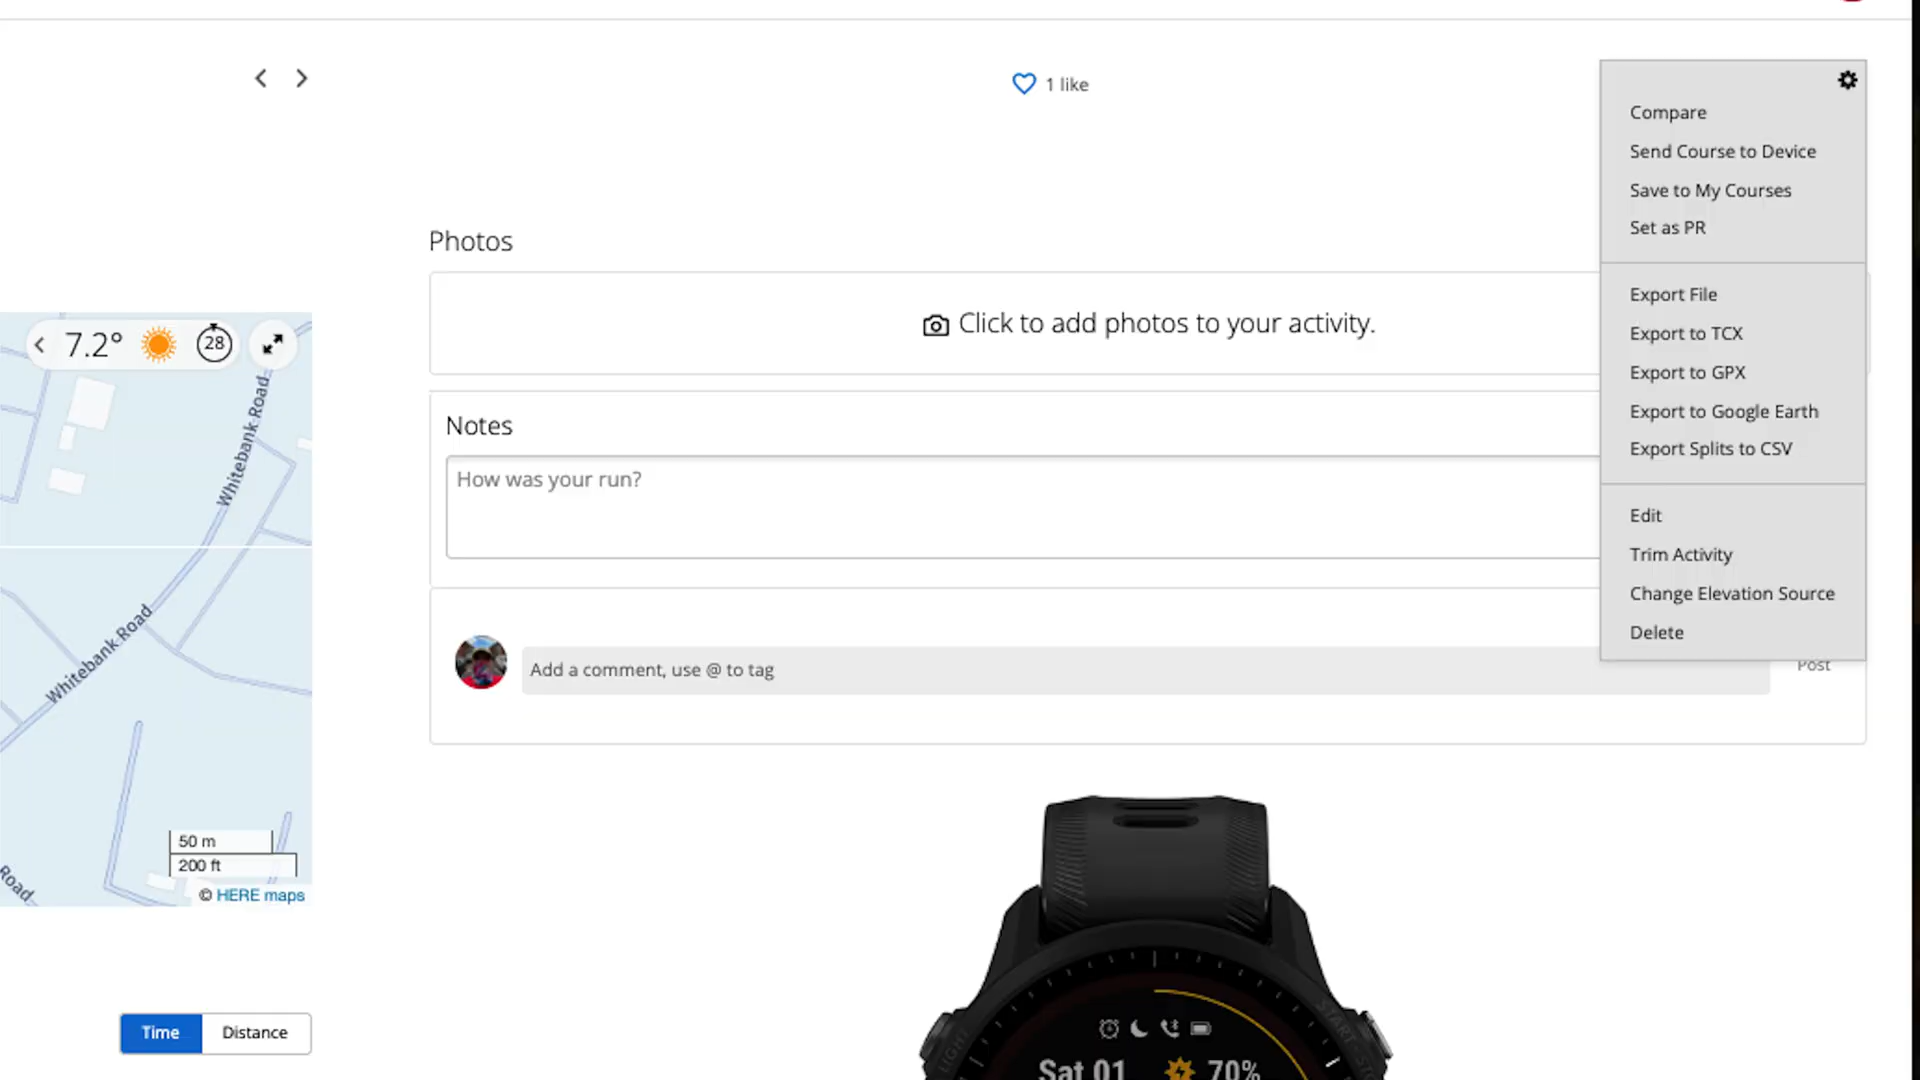 1 like
Compare
Send Course to Device
Save to My Courses
Set as PR
Photos
Export File
Click to add photos to your activity.
Export to TCX
7.2°
28
Export to GPX
Export to Google Earth
Notes
Export Splits to CSV
How was your run?
Edit
Trim Activity
Change Elevation Source
Delete
Whitebank Road
Whitebank Road
Add a comment, use @ to tag
Post
50 m
200 ft
Road
© HERE maps
Time
Distance
LIGHT
START
Sat 01
70%